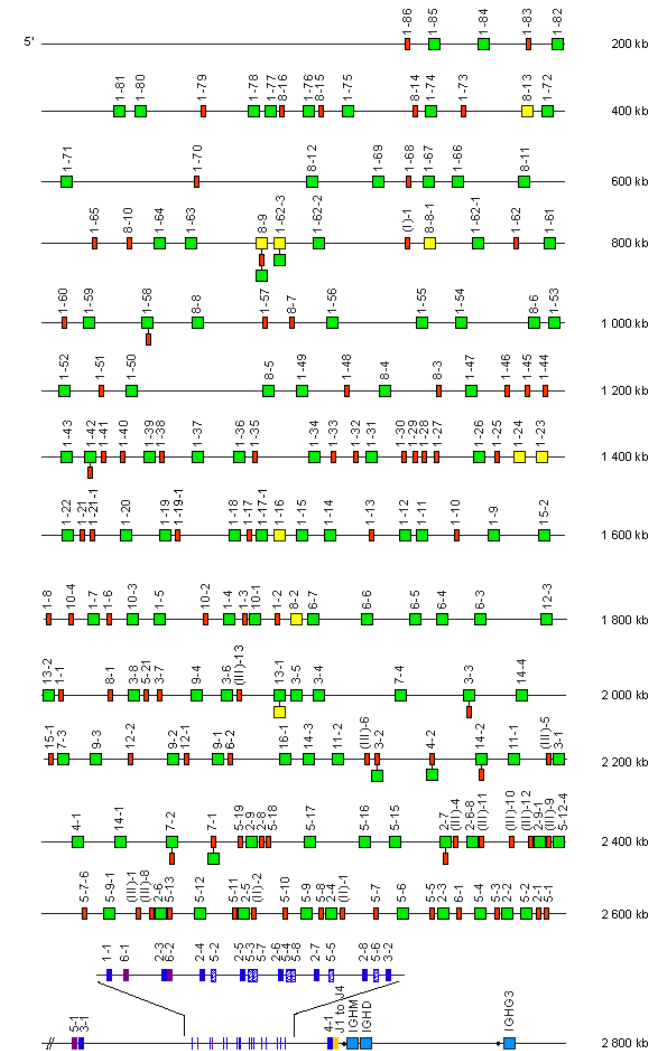 1-86 1-85 1-84 1-83 1-82
5' 200 kb
1-81 1-80 1-79 1-78 1-77 8-16 1-76 8-15 1-75 8-14 1-74 1-73 8-13 1-72
400 kb
1-71 1-70 8-12 1-69 1-68 1-67 1-66 8-11
600 kb
1-65 8-10 1-64 1-63 8-9 1-62-3 1-62-2 (I)-1 8-8-1 1-62-1 1-62 1-61
800 kb
1-60 1-59 1-58 8-8 1-57 8-7 1-56 1-55 1-54 8-6 1-53
1 000 kb
1-52 1-51 1-50 8-5 1-49 1-48 8-4 8-3 1-47 1-46 1-45 1-44
1 200 kb
1-43 1-42 1-41 1-40 1-39 1-38 1-37 1-36 1-35 1-34 1-33 1-32 1-31 1-30 1-29 1-28 1-27 1-26 1-25 1-24 1-23
1 400 kb
1-22 1-21 1-21-1 1-20 1-19 1-19-1 1-18 1-17 1-17-1 1-16 1-15 1-14 1-13 1-12 1-11 1-10 1-9 15-2
1 600 kb
1-8 10-4 1-7 1-6 10-3 1-5 10-2 1-4 1-3 10-1 1-2 8-2 6-7 6-6 6-5 6-4 6-3 12-3
1 800 kb
13-2 1-1 8-1 3-8 5-21 3-7 9-4 3-6 (III)-13 13-1 3-5 3-4 7-4 3-3 14-4
2 000 kb
15-1 7-3 9-3 12-2 9-2 12-1 9-1 6-2 16-1 14-3 11-2 (III)-6 3-2 4-2 14-2 11-1 (III)-5 3-1
2 200 kb
4-1 14-1 7-2 7-1 5-19 2-9 2-8 5-18 5-17 5-16 5-15 2-7 (III)-4 2-6-8 (III)-11 (III)-10 (III)-12 2-9-1 (III)-9 5-12-4
2 400 kb
5-7-6 5-9-1 (III)-1 (III)-8 2-6 5-13 5-12 5-11 2-5 (II)-2 5-10 5-9 5-8 2-4 (II)-1 5-7 5-6 5-5 2-3 6-1 5-4 5-3 2-2 5-2 2-1 5-1
2 600 kb
1-1 6-1 2-3 6-2 2-4 5-2 2-5 5-3 5-7 2-6 5-4 5-8 2-7 5-5 2-8 5-6 3-2
5-1 3-1 4-1 J1 to J4 IGHM IGHD IGHG3
// 2 800 kb